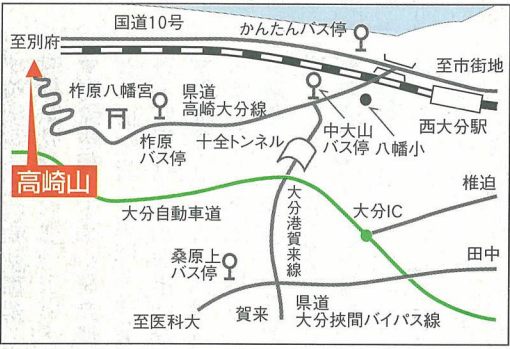 国道10号
かんたんバス停
至別府
至市街地
柞原八幡宮
県道
高崎大分線
柞原
バス停
十全トンネル
中大山
バス停
八幡小
西大分駅
高崎山
大分自動車道
大分港賀来線
大分IC
椎迫
桑原上
バス停
田中
至医科大
賀来
県道
大分挾間バイパス線